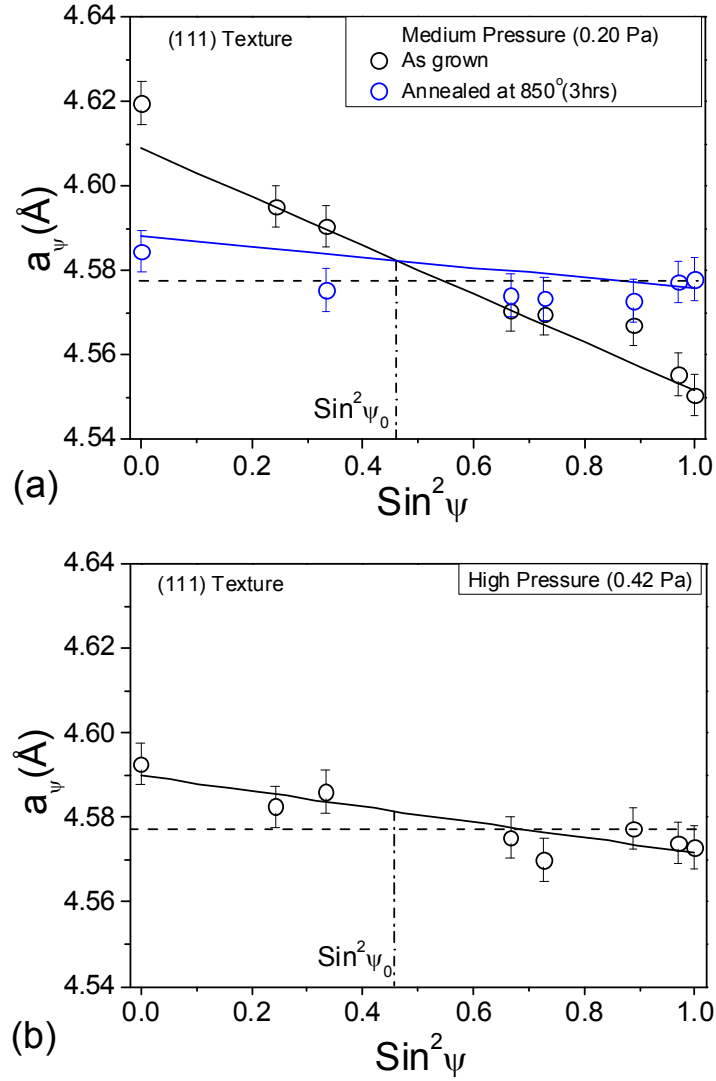 (111) Texture
Medium Pressure (0.20 Pa)
As grown
Annealed at 850°(3hrs)
4.64
4.62
4.60
4.58
4.56
4.54
aψ (Å)
Sin²ψ₀
0.0 0.2 0.4 0.6 0.8 1.0
(a)
Sin²ψ
(111) Texture
High Pressure (0.42 Pa)
4.64
4.62
4.60
4.58
4.56
4.54
aψ (Å)
Sin²ψ₀
0.0 0.2 0.4 0.6 0.8 1.0
(b)
Sin²ψ